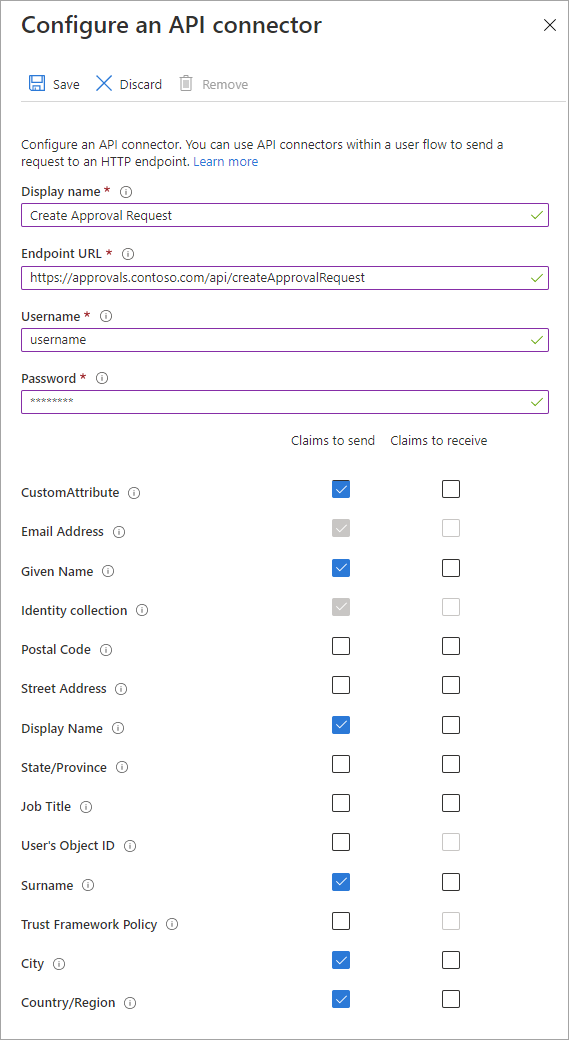 Configure an API connector
Save Discard Remove
Configure an API connector. You can use API connectors within a user flow to send a
request to an HTTP endpoint. Learn more
Display name *
Create Approval Request
Endpoint URL *
https://approvals.contoso.com/api/createApprovalRequest
Username *
username
Password *
********
Claims to send Claims to receive
CustomAttribute
Email Address
Given Name
Identity collection
Postal Code
Street Address
Display Name
State/Province
Job Title
User's Object ID
Surname
Trust Framework Policy
City
Country/Region